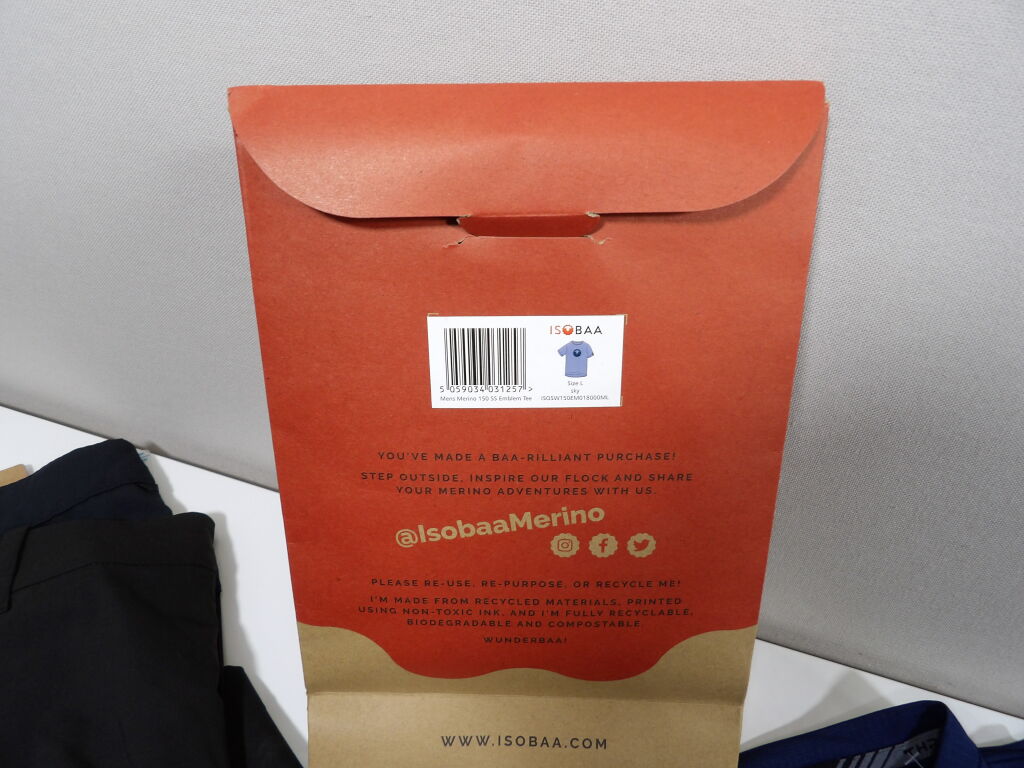 ISOBAA
5 059034 031257 >
Size L
sky
Mens Merino 150 SS Emblem Tee
ISGSW150EM018000ML
YOU'VE MADE A BAA-RILLIANT PURCHASE!
STEP OUTSIDE, INSPIRE OUR FLOCK AND SHARE
YOUR MERINO ADVENTURES WITH US.
@IsobaaMerino
PLEASE RE-USE, RE-PURPOSE, OR RECYCLE ME!
I'M MADE FROM RECYCLED MATERIALS, PRINTED
USING NON-TOXIC INK, AND I'M FULLY RECYCLABLE,
BIODEGRADABLE AND COMPOSTABLE.
WUNDERBAA!
WWW.ISOBAA.COM